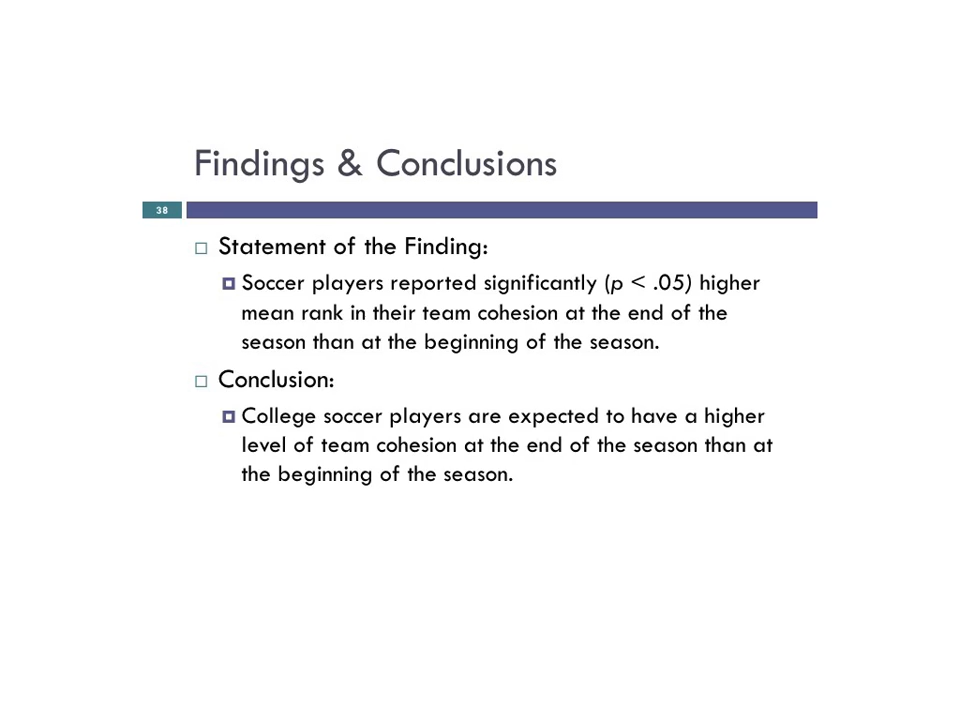 Findings & Conclusions
38
Statement of the Finding:
Soccer players reported significantly (p < .05) higher
mean rank in their team cohesion at the end of the
season than at the beginning of the season.
Conclusion:
College soccer players are expected to have a higher
level of team cohesion at the end of the season than at
the beginning of the season.